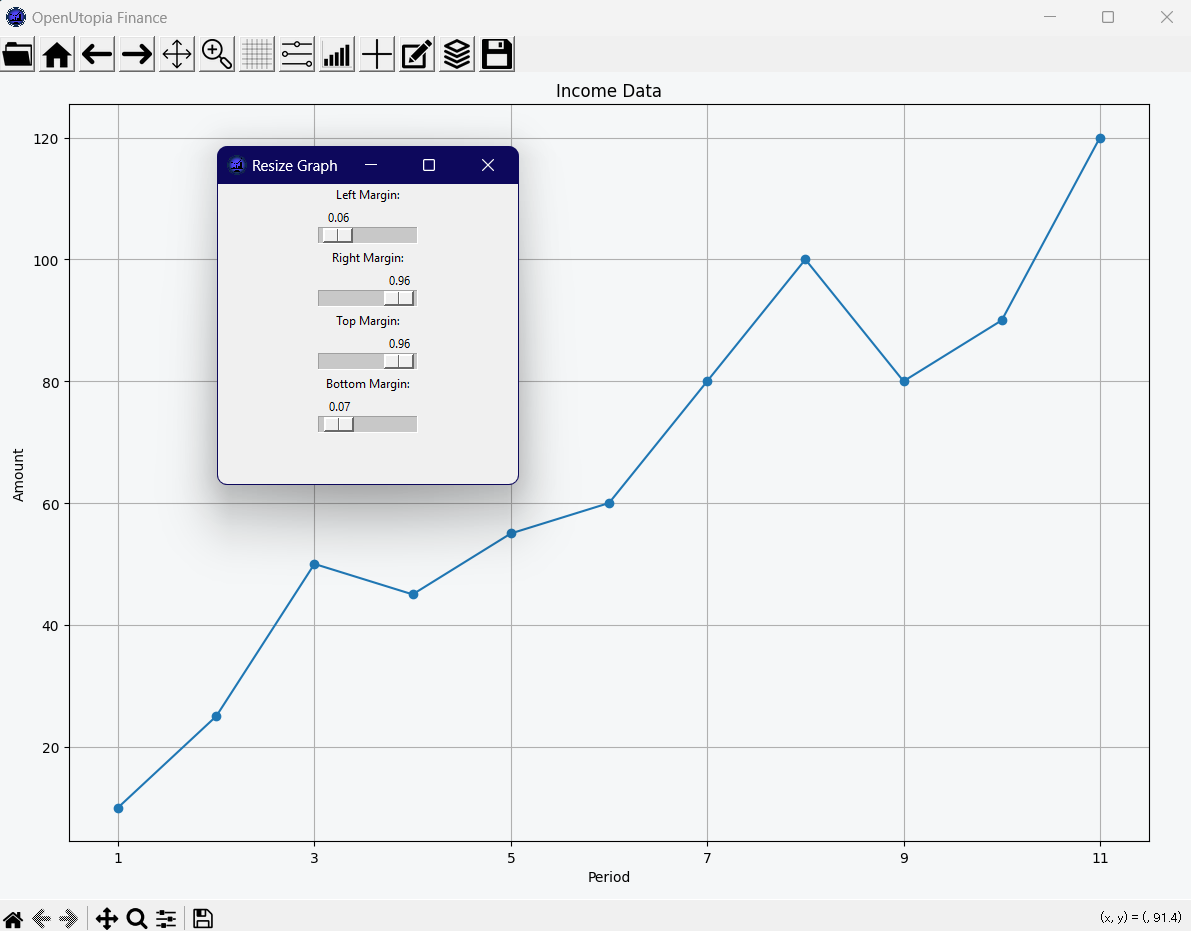 OpenUtopia Finance
Income Data
Resize Graph
Left Margin:
0.06
Right Margin:
0.96
Top Margin:
0.96
Bottom Margin:
0.07
120
100
80
60
40
20
Amount
1 3 5 7 9 11
Period
(x, y) = (, 91.4)